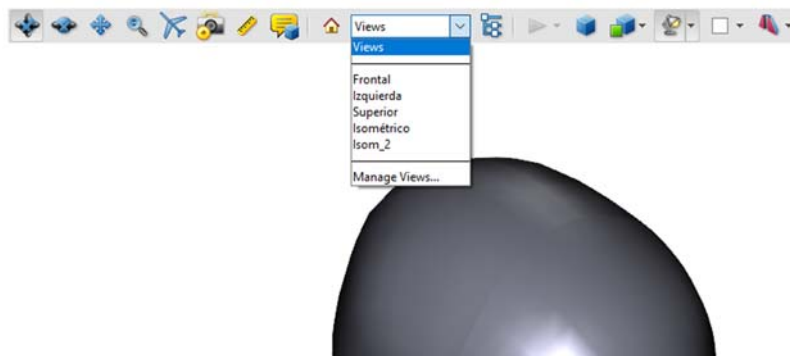 Views
Views
Frontal
Izquierda
Superior
Isométrico
Isom_2
Manage Views...